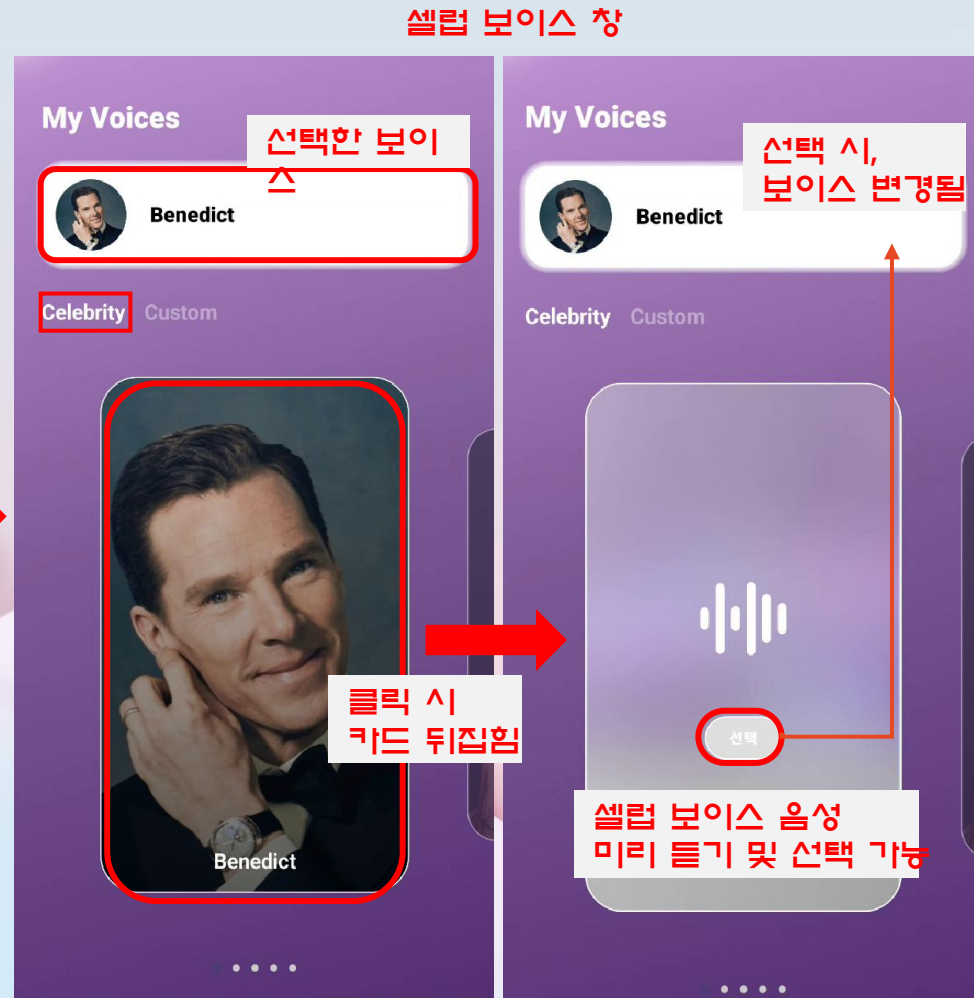 셀럽 보이스 창
My Voices
선택한 보이
스
Benedict
Celebrity Custom
클릭 시
카드 뒤집힘
Benedict
My Voices
선택 시,
보이스 변경됨
Benedict
Celebrity Custom
선택
셀럽 보이스 음성
미리 듣기 및 선택 가능